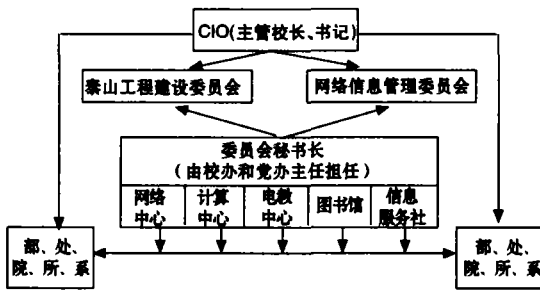 CIO(主管校长、书记)
泰山工程建设委员会
网络信息管理委员会
委员会秘书长
(由校办和党办主任担任)
网络
中心
计算
中心
电教
中心
图书馆
信息
服务社
部、处、
院、所、系
部、处、
院、所、系